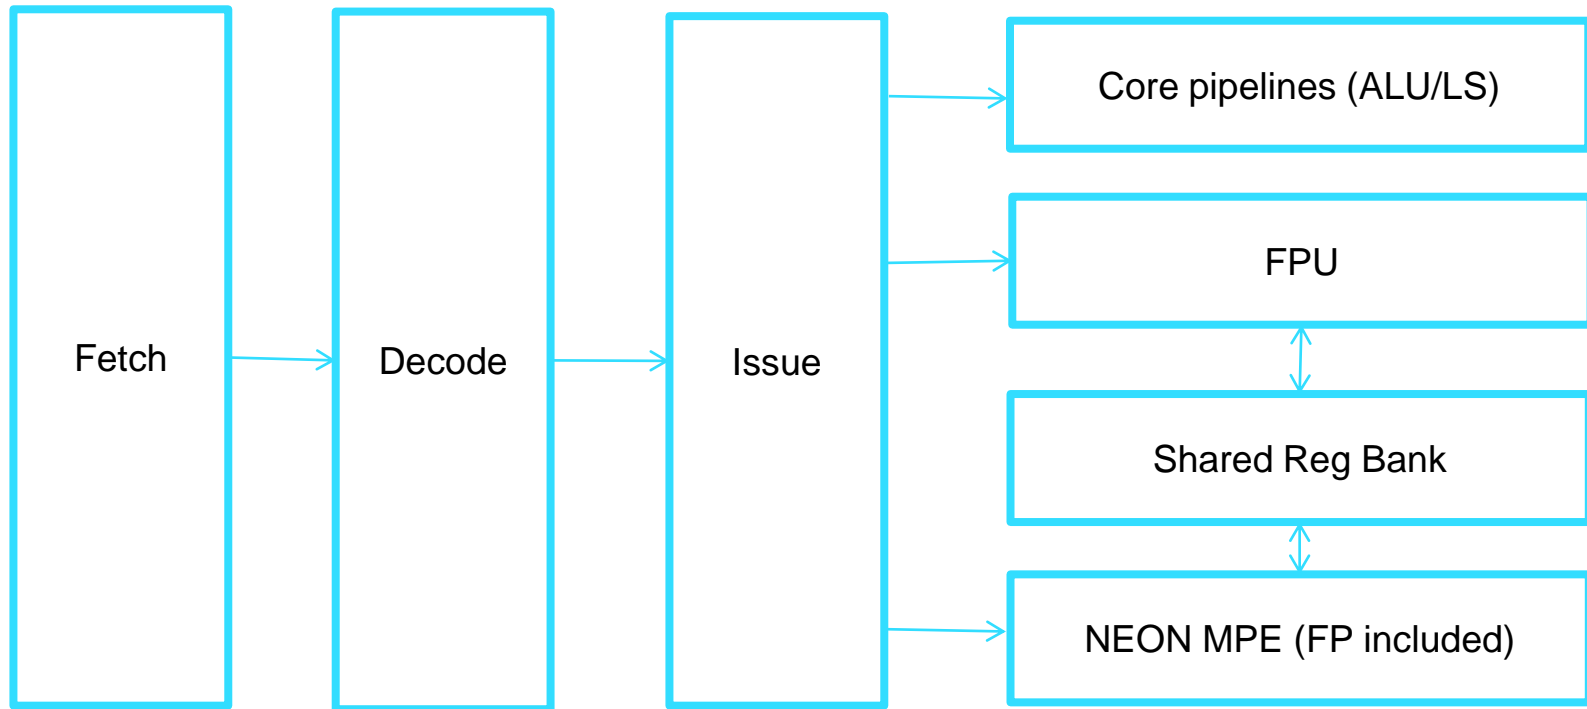 Fetch
Decode
Issue
Core pipelines (ALU/LS)
FPU
Shared Reg Bank
NEON MPE (FP included)